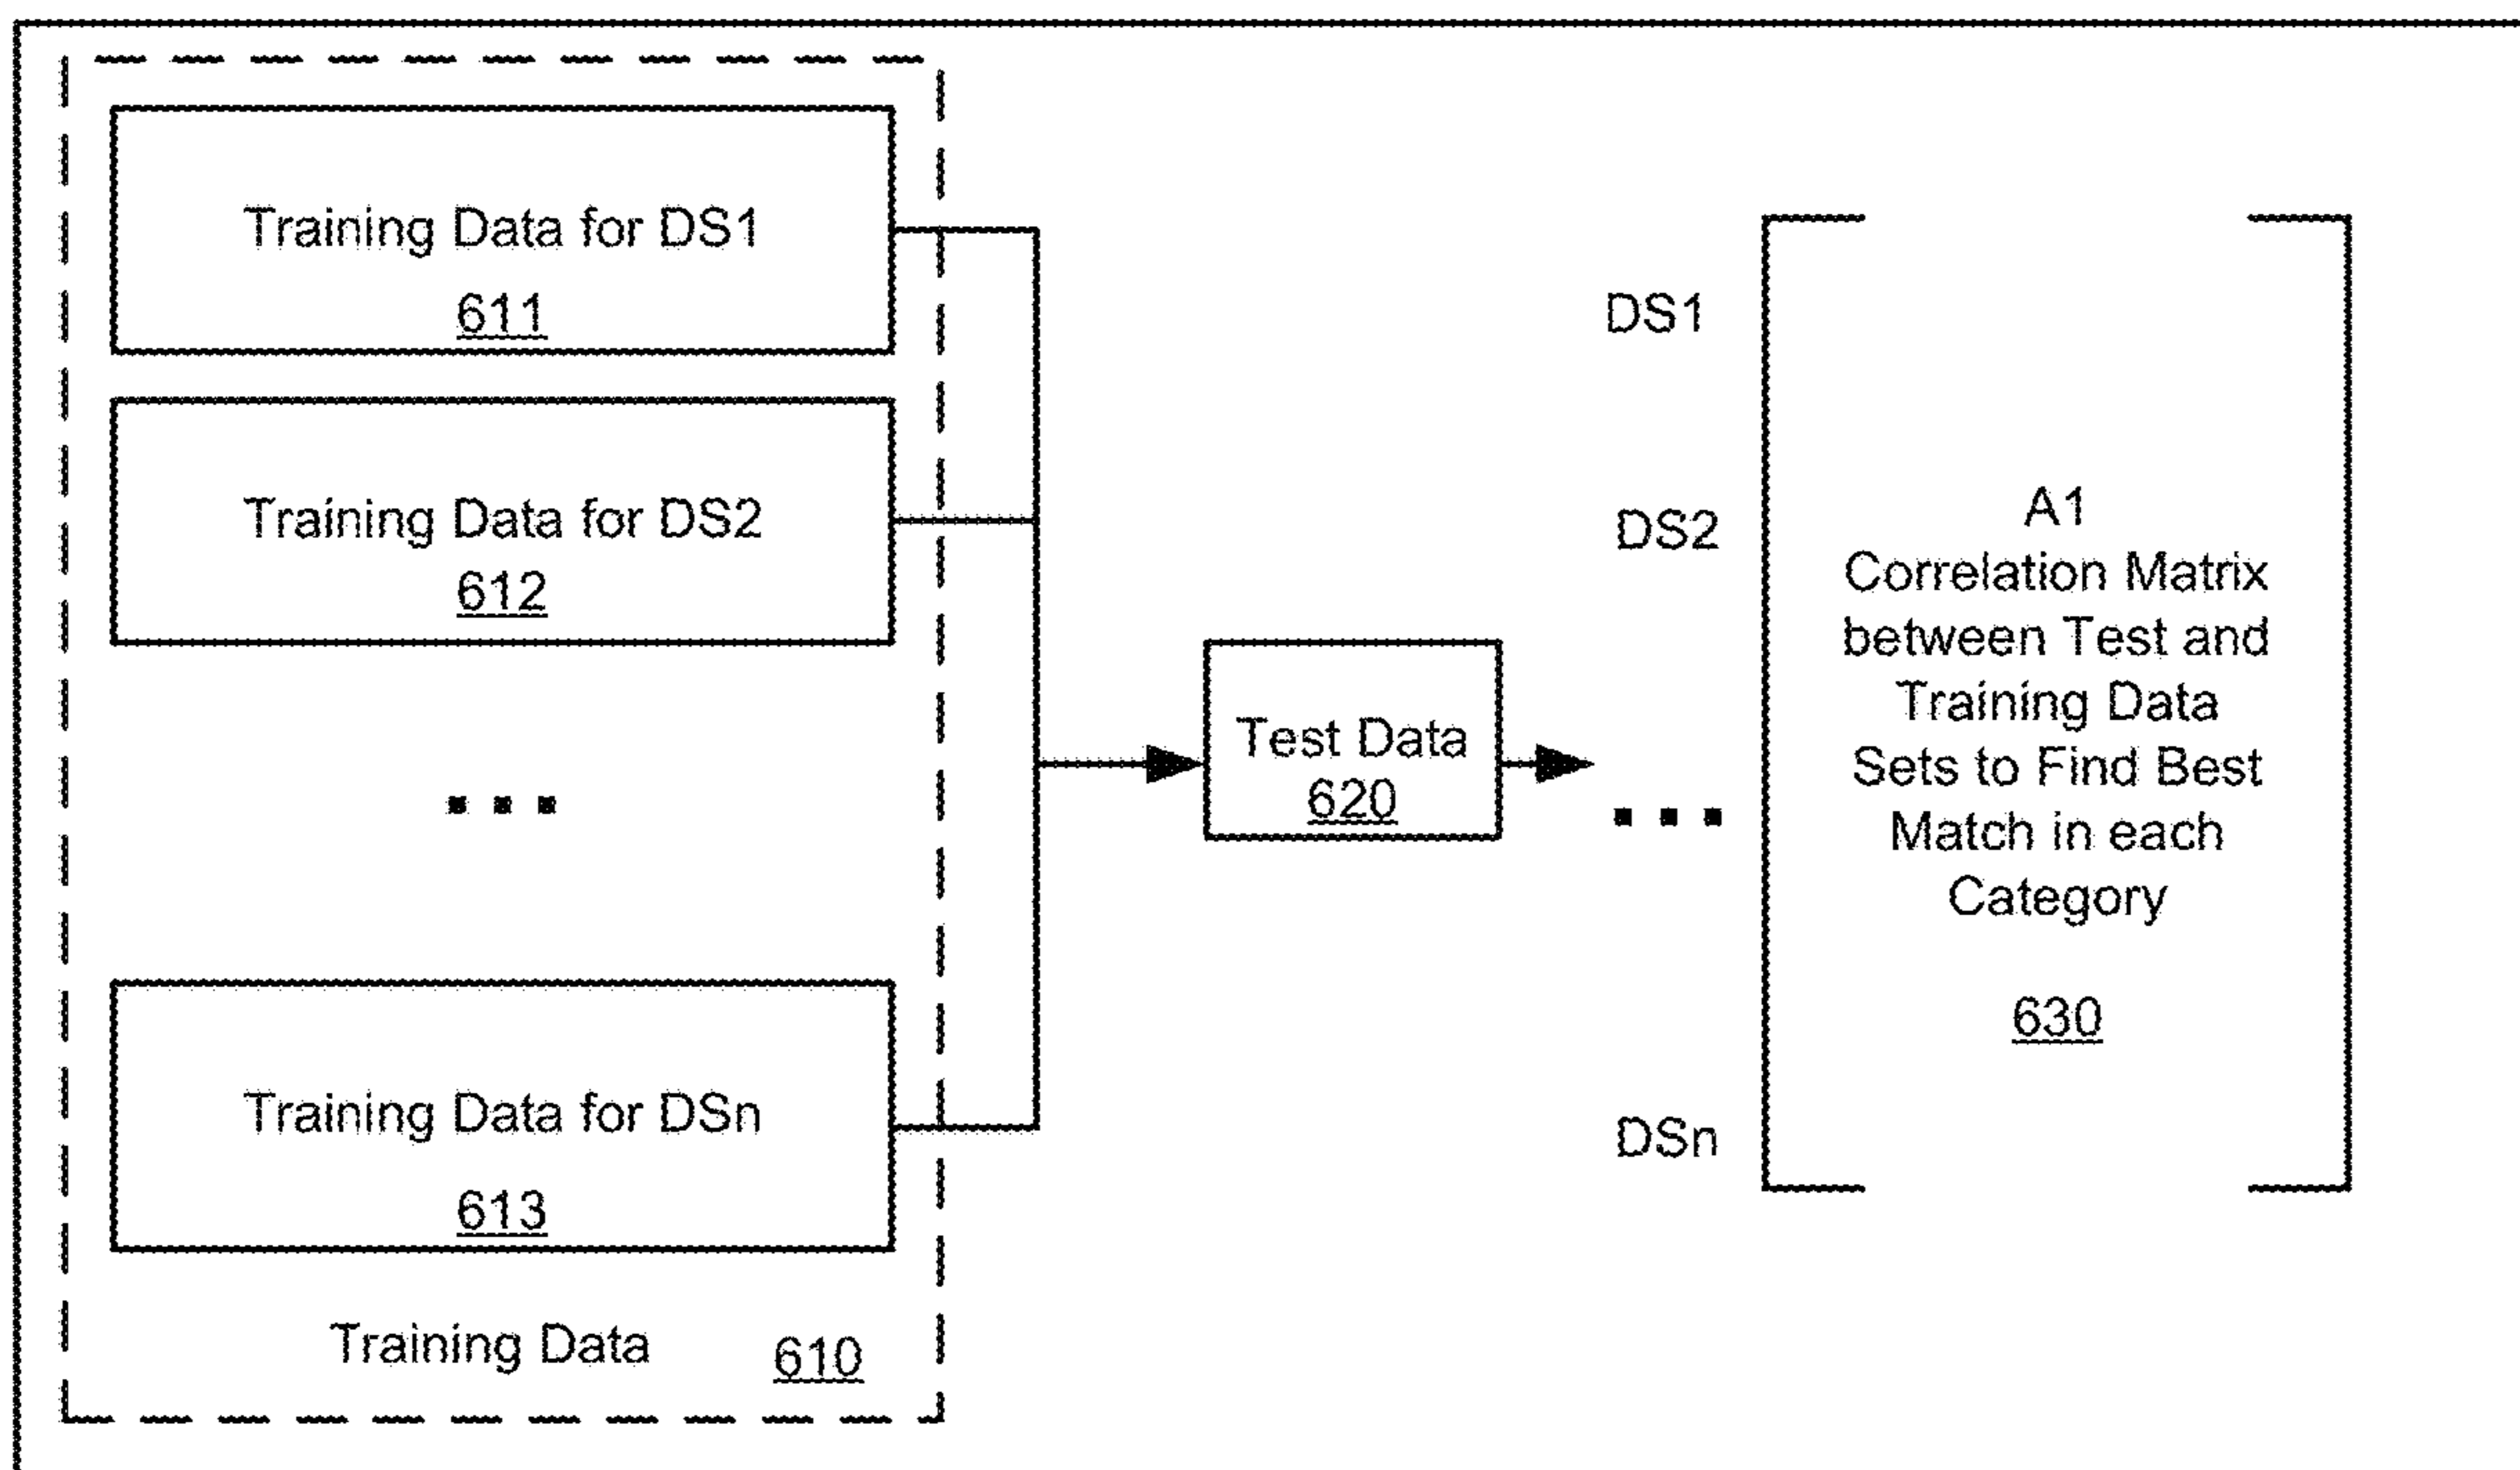 Training Data for DS1
611
Training Data for DS2
612
...
Training Data for DSn
613
Training Data 610
Test Data
620
DS1
DS2
...
DSn
A1
Correlation Matrix
between Test and
Training Data
Sets to Find Best
Match in each
Category
630